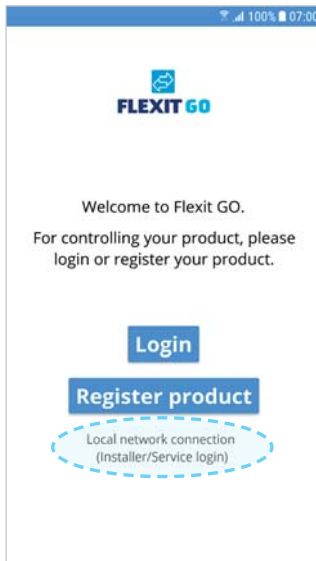 100% 07:00
FLEXIT GO
Welcome to Flexit GO.
For controlling your product, please
login or register your product.
Login
Register product
Local network connection
(Installer/Service login)